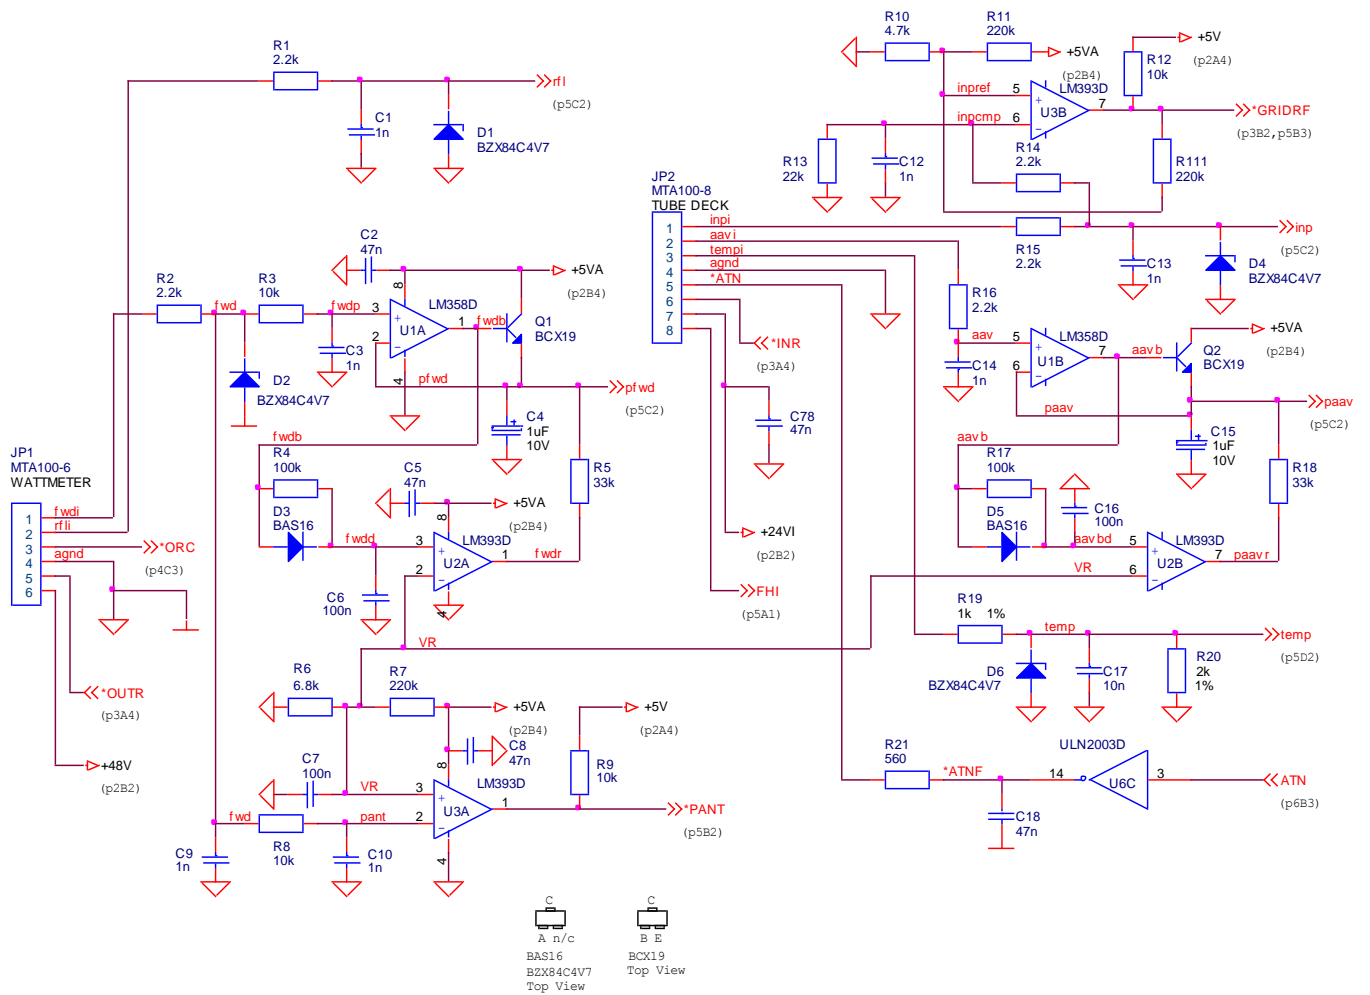 R1
2.2k
rfl
(p5C2)
C1
1n
D1
BZX84C4V7
R10
4.7k
R11
220k
+5VA
(p2B4)
+5V
(p2A4)
R12
10k
inpref
5
LM393D
U3B
7
*GRIDRF
(p3B2,p5B3)
inpcmp
6
R13
22k
C12
1n
R14
2.2k
R111
220k
JP2
MTA100-8
TUBE DECK
1
2
3
4
5
6
7
8
inpi
aavi
tempi
agnd
*ATN
R15
2.2k
inp
(p5C2)
C13
1n
D4
BZX84C4V7
*INR
(p3A4)
C78
47n
+24VI
(p2B2)
FHI
(p5A1)
C2
47n
+5VA
(p2B4)
R2
2.2k
fwd
R3
10k
fwdp
3
2
8
LM358D
U1A
1
4
fwdb
Q1
BCX19
C3
1n
D2
BZX84C4V7
pfwd
pfwd
(p5C2)
C4
1uF
10V
fwdb
R4
100k
D3
BAS16
C5
47n
+5VA
(p2B4)
R5
33k
fwdd
3
2
8
LM393D
U2A
1
4
fwdr
C6
100n
VR
R16
2.2k
aav
C14
1n
5
6
LM358D
U1B
7
aavb
Q2
BCX19
+5VA
(p2B4)
paav
paav
(p5C2)
C15
1uF
10V
aavb
R17
100k
D5
BAS16
C16
100n
aavbd
5
6
LM393D
U2B
7
paavr
R18
33k
VR
JP1
MTA100-6
WATTMETER
1
2
3
4
5
6
fwdi
rfli
agnd
*ORC
(p4C3)
*OUTR
(p3A4)
+48V
(p2B2)
R6
6.8k
R7
220k
+5VA
(p2B4)
C8
47n
+5V
(p2A4)
R9
10k
C7
100n
VR
3
2
8
LM393D
U3A
1
4
*PANT
(p5B2)
fwd
R8
10k
pant
C9
1n
C10
1n
R19
1k 1%
temp
temp
(p5D2)
D6
BZX84C4V7
C17
10n
R20
2k
1%
R21
560
*ATNF
C18
47n
ULN2003D
14
U6C
3
ATN
(p6B3)
C
A n/c
BAS16
BZX84C4V7
Top View
C
B E
BCX19
Top View